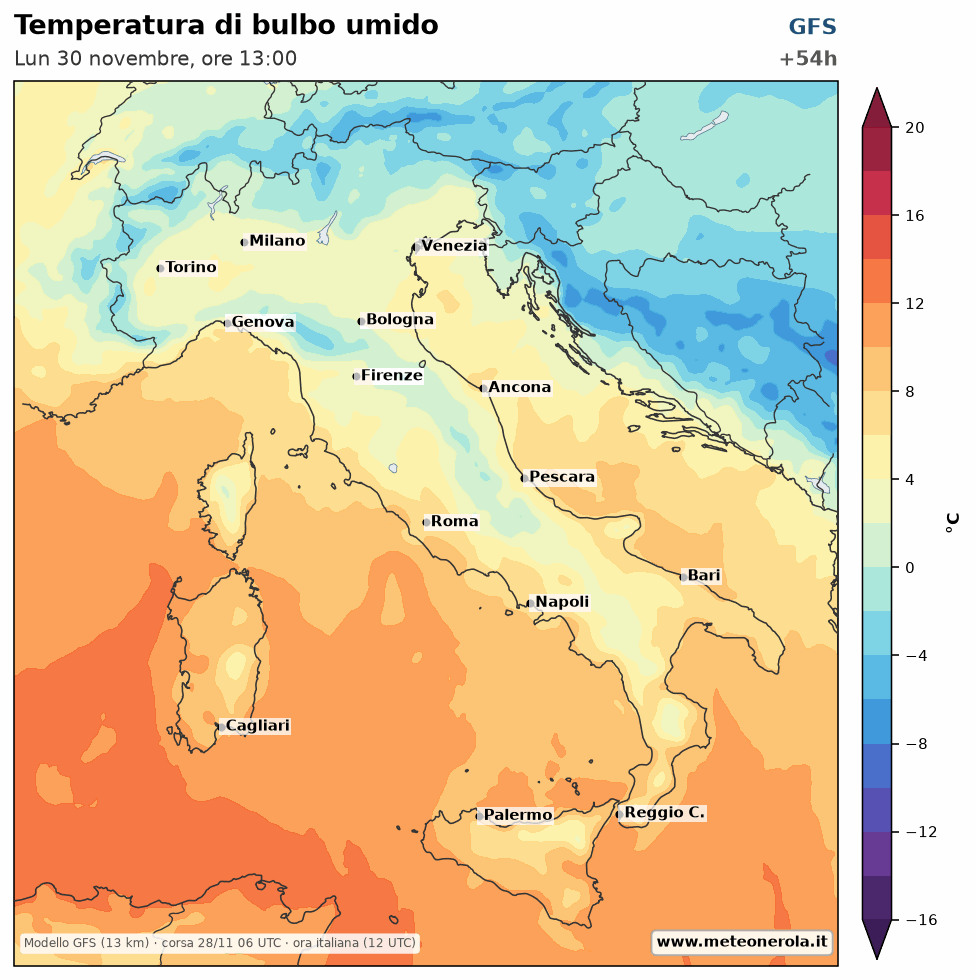 Temperatura di bulbo umido
GFS
Lun 30 novembre, ore 13:00
+54h
Milano
Venezia
Torino
Genova
Bologna
Firenze
Ancona
Pescara
Roma
Bari
Napoli
Cagliari
Palermo
Reggio C.
20
16
12
8
4
0
−4
−8
−12
−16
°C
Modello GFS (13 km) · corsa 28/11 06 UTC · ora italiana (12 UTC)
www.meteonerola.it